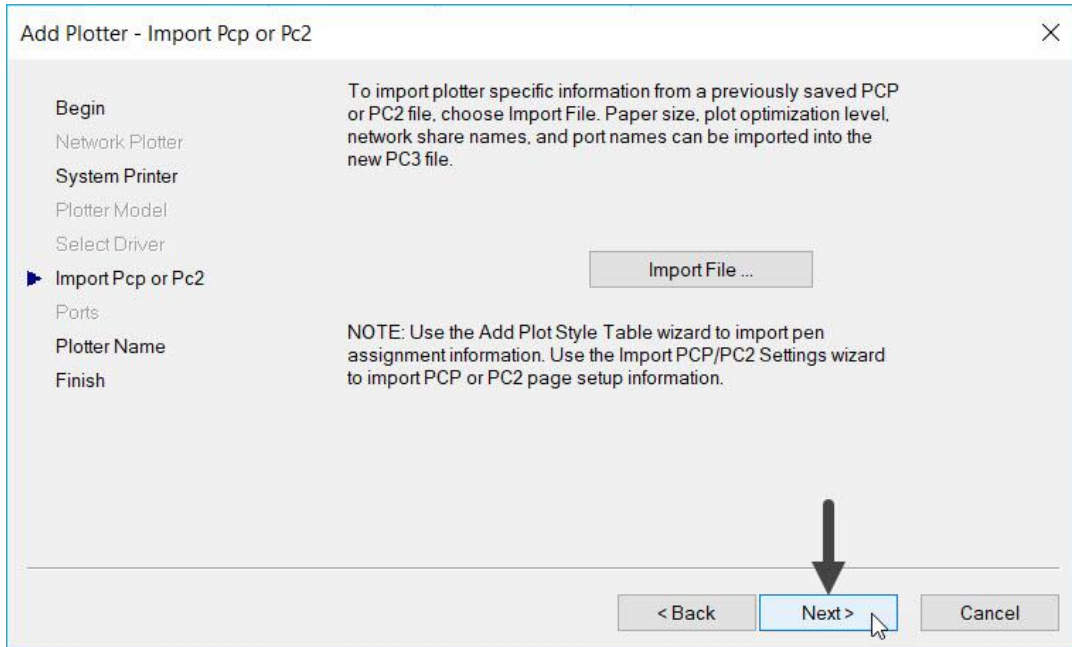 Add Plotter - Import Pcp or Pc2
Begin
Network Plotter
System Printer
Plotter Model
Select Driver
Import Pcp or Pc2
Ports
Plotter Name
Finish
To import plotter specific information from a previously saved PCP
or PC2 file, choose Import File. Paper size, plot optimization level,
network share names, and port names can be imported into the
new PC3 file.
Import File ...
NOTE: Use the Add Plot Style Table wizard to import pen
assignment information. Use the Import PCP/PC2 Settings wizard
to import PCP or PC2 page setup information.
< Back
Next >
Cancel